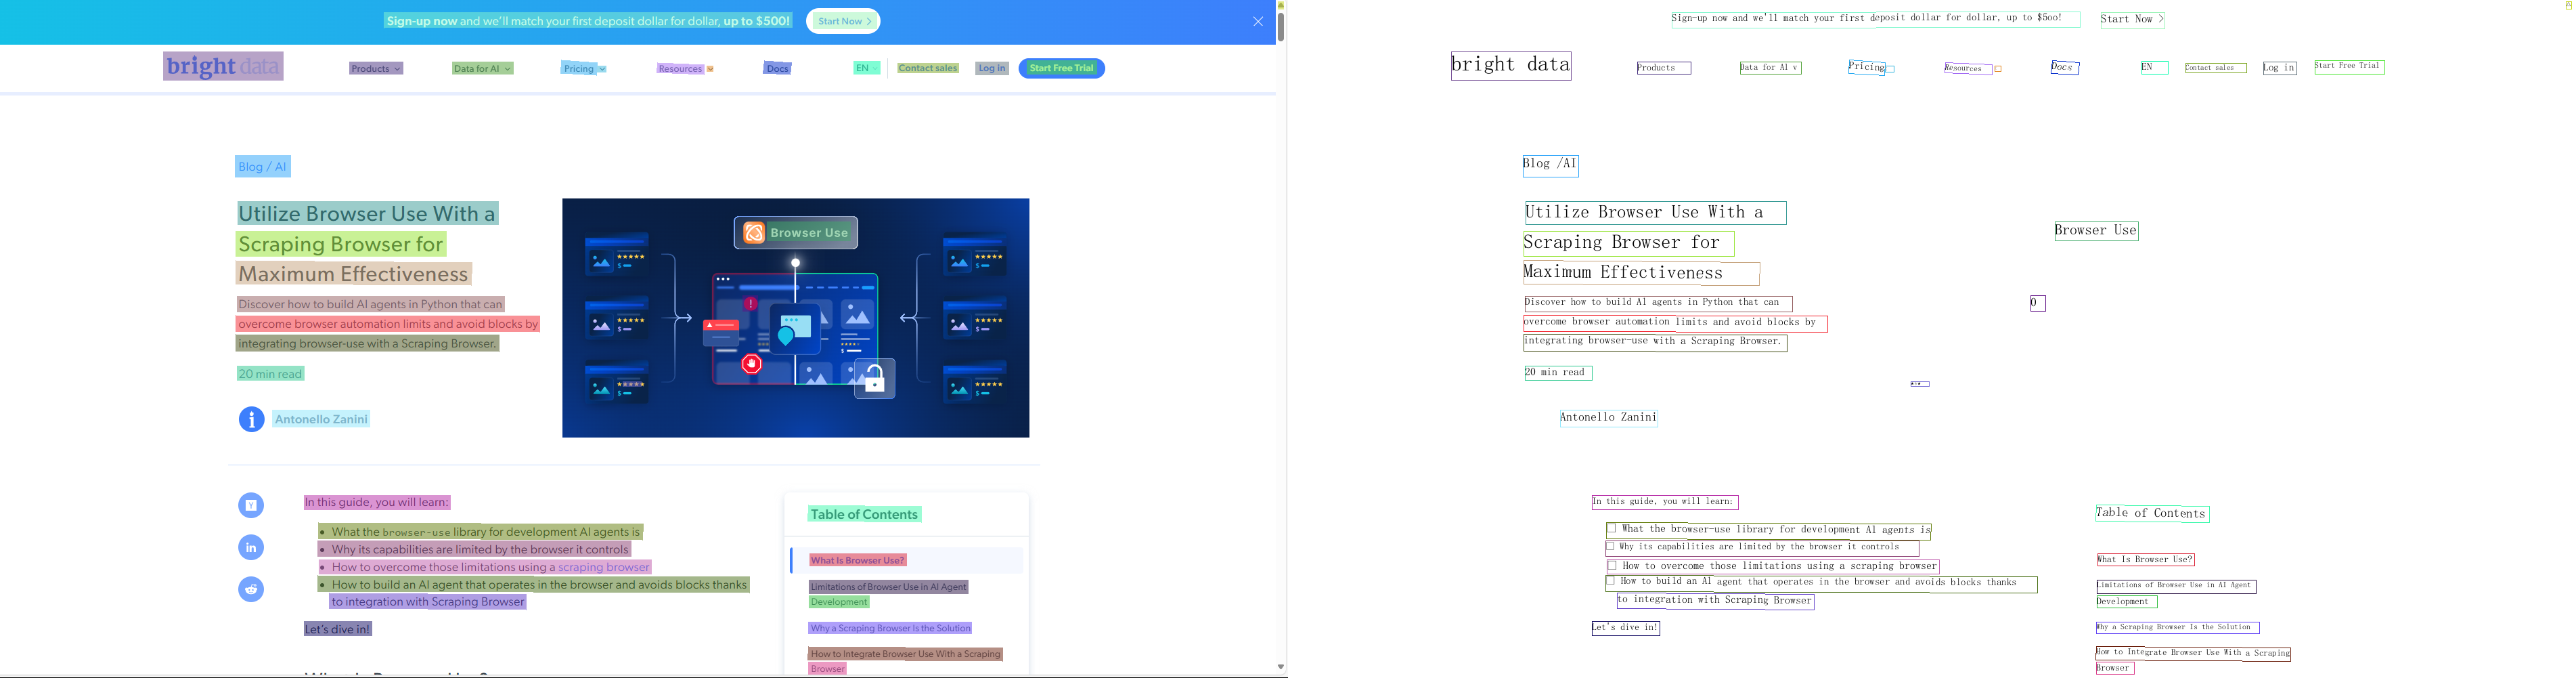 Sign-up now and we'll match your first deposit dollar for dollar, up to $500! Start Now >
bright data Products Data for AI Pricing Resources Docs EN Contact sales Log in Start Free Trial
Blog / AI
Utilize Browser Use With a
Scraping Browser for
Maximum Effectiveness
Discover how to build AI agents in Python that can
overcome browser automation limits and avoid blocks by
integrating browser-use with a Scraping Browser.
20 min read
Antonello Zanini
Browser Use
In this guide, you will learn:
• What the browser-use library for development AI agents is
• Why its capabilities are limited by the browser it controls
• How to overcome those limitations using a scraping browser
• How to build an AI agent that operates in the browser and avoids blocks thanks
to integration with Scraping Browser
Let's dive in!
Table of Contents
What Is Browser Use?
Limitations of Browser Use in AI Agent
Development
Why a Scraping Browser Is the Solution
How to Integrate Browser Use With a Scraping
Browser
Sign-up now and we'll match your first deposit dollar for dollar, up to $5oo! Start Now >
bright data Products Data for AI v Pricing Resources Docs EN Contact sales Log in Start Free Trial
Blog /AI
Utilize Browser Use With a
Scraping Browser for
Maximum Effectiveness
Discover how to build AI agents in Python that can
overcome browser automation limits and avoid blocks by
integrating browser-use with a Scraping Browser.
20 min read
Antonello Zanini
Browser Use
0
In this guide, you will learn:
□ What the browser-use library for development AI agents is
□ Why its capabilities are limited by the browser it controls
□ How to overcome those limitations using a scraping browser
□ How to build an AI agent that operates in the browser and avoids blocks thanks
to integration with Scraping Browser
Let's dive in!
Table of Contents
What Is Browser Use?
Limitations of Browser Use in AI Agent
Development
Why a Scraping Browser Is the Solution
How to Integrate Browser Use With a Scraping
Browser